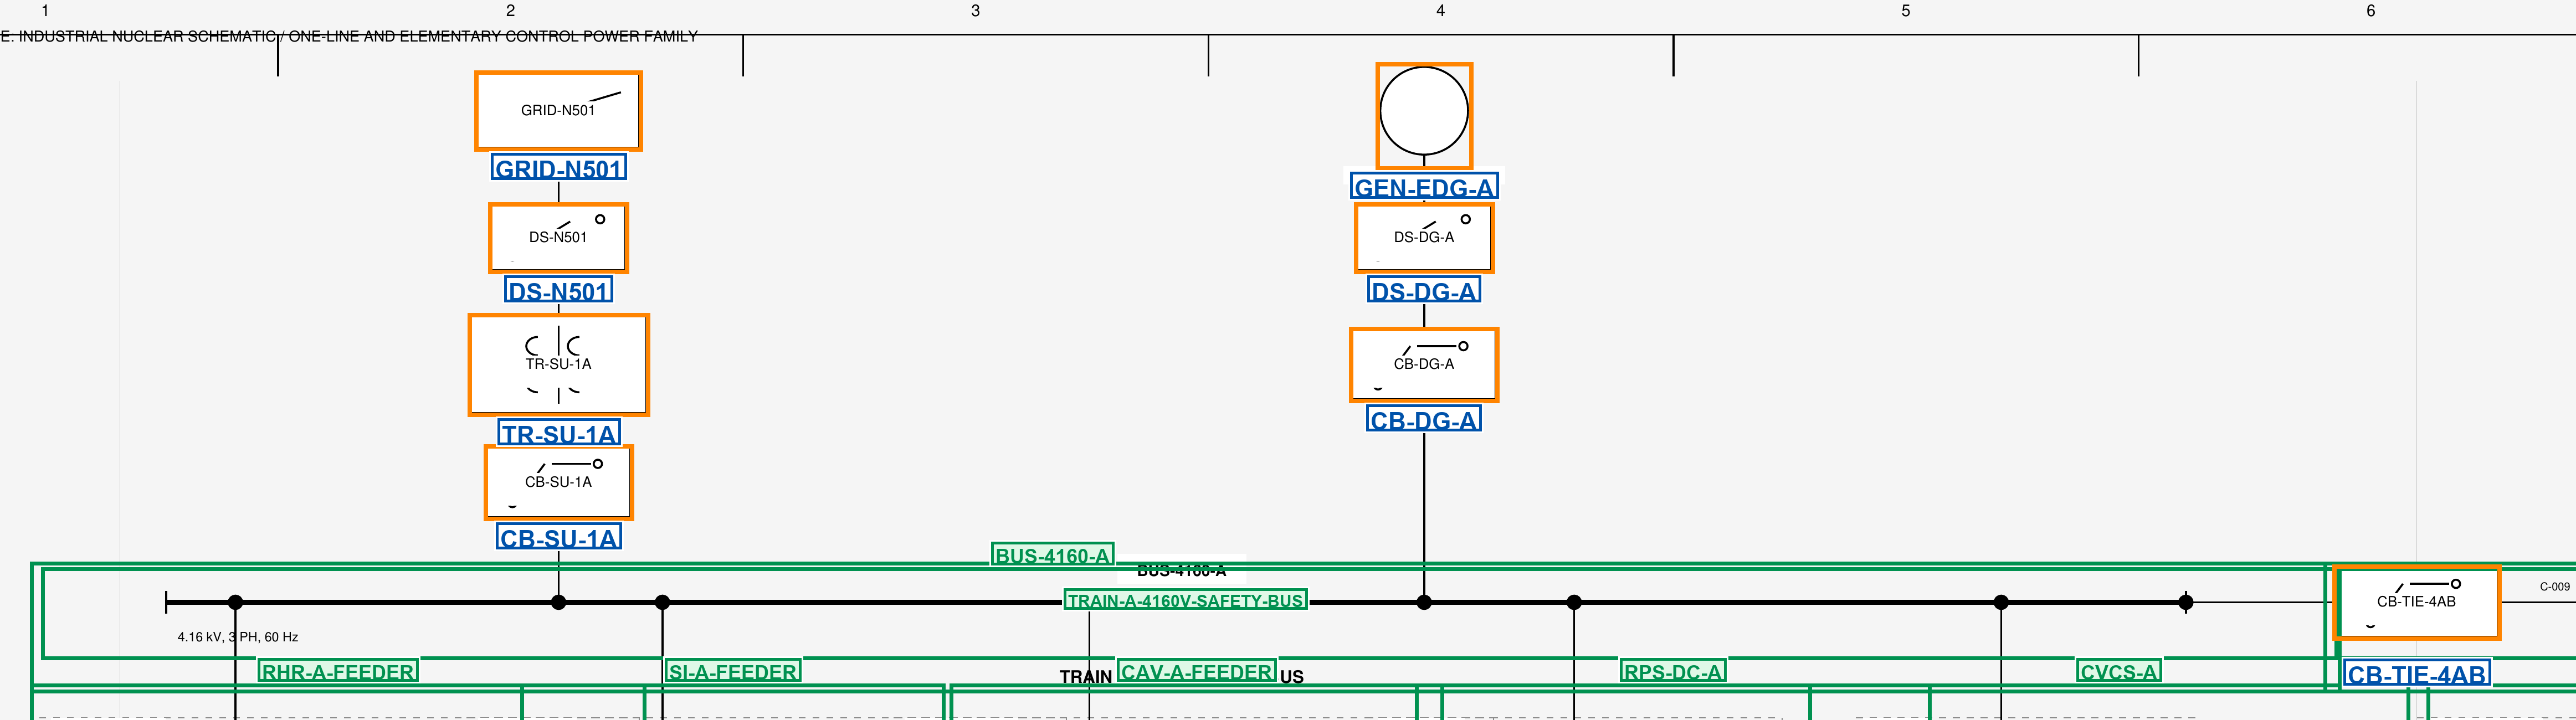 1 2 3 4 5 6
E: INDUSTRIAL NUCLEAR SCHEMATIC / ONE-LINE AND ELEMENTARY CONTROL POWER FAMILY
GRID-N501
GRID-N501
GEN-EDG-A
DS-N501
DS-DG-A
DS-N501
DS-DG-A
TR-SU-1A
CB-DG-A
TR-SU-1A
CB-DG-A
CB-SU-1A
CB-SU-1A
BUS-4160-A
BUS-4160-A
C-009
TRAIN-A-4160V-SAFETY-BUS
CB-TIE-4AB
4.16 kV, 3 PH, 60 Hz
RHR-A-FEEDER SI-A-FEEDER TRAIN CAV-A-FEEDER US RPS-DC-A CVCS-A CB-TIE-4AB